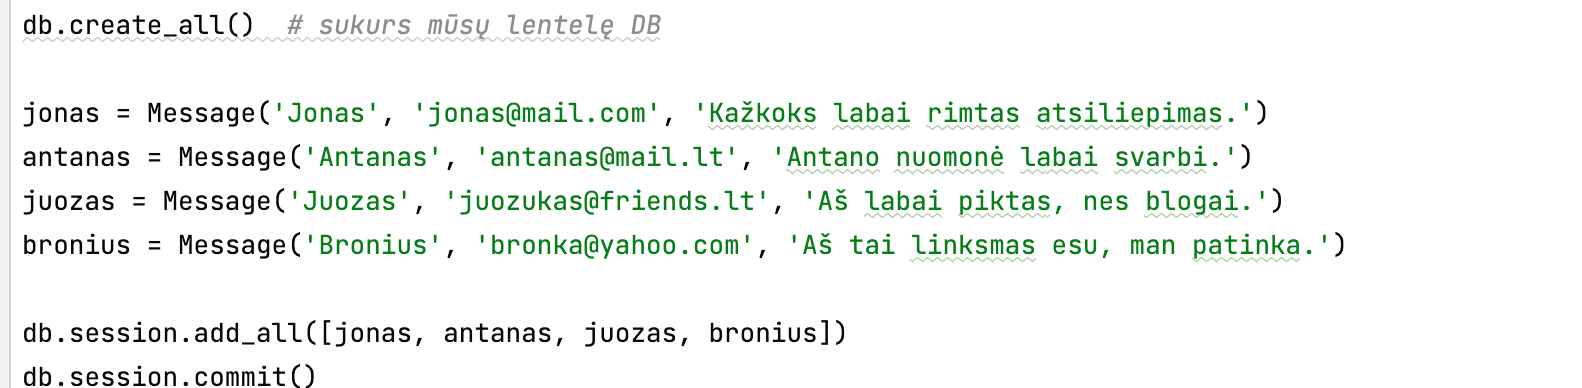 db.create_all()  # sukurs mūsų lentelę DB
jonas = Message('Jonas', 'jonas@mail.com', 'Kažkoks labai rimtas atsiliepimas.')
antanas = Message('Antanas', 'antanas@mail.lt', 'Antano nuomonė labai svarbi.')
juozas = Message('Juozas', 'juozukas@friends.lt', 'Aš labai piktas, nes blogai.')
bronius = Message('Bronius', 'bronka@yahoo.com', 'Aš tai linksmas esu, man patinka.')
db.session.add_all([jonas, antanas, juozas, bronius])
db.session.commit()